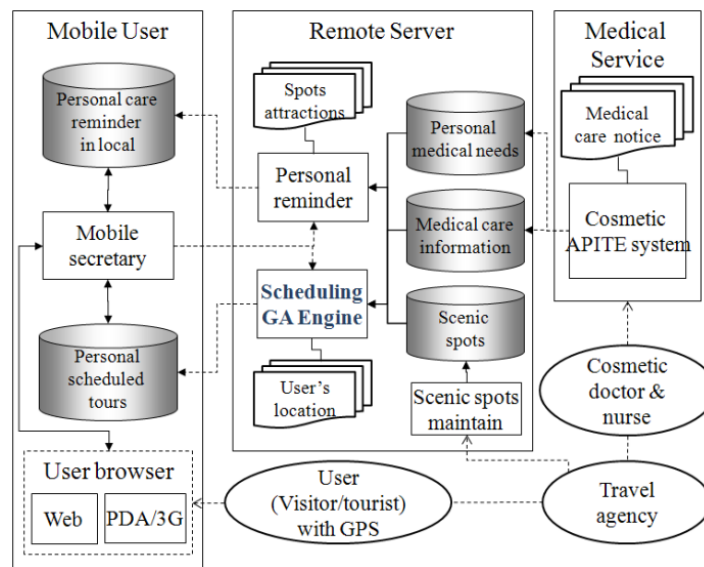 Mobile User
Personal care
reminder
in local
Mobile
secretary
Personal
scheduled
tours
User browser
Web
PDA/3G
Remote Server
Spots
attractions
Personal
reminder
Scheduling
GA Engine
User's
location
Personal
medical needs
Medical care
information
Scenic
spots
Scenic spots
maintain
User
(Visitor/tourist)
with GPS
Medical
Service
Medical
care notice
Cosmetic
APITE system
Cosmetic
doctor &
nurse
Travel
agency